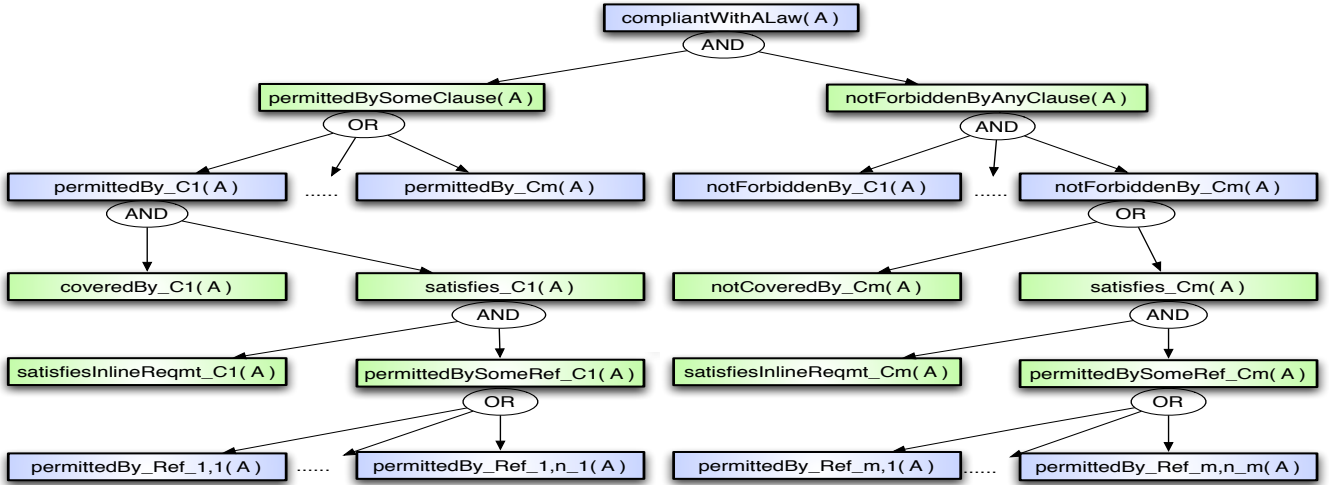 compliantWithALaw( A )
AND
permittedBySomeClause( A )
notForbiddenByAnyClause( A )
OR
AND
permittedBy_C1( A )
......
permittedBy_Cm( A )
notForbiddenBy_C1( A )
......
notForbiddenBy_Cm( A )
AND
OR
coveredBy_C1( A )
satisfies_C1( A )
notCoveredBy_Cm( A )
satisfies_Cm( A )
AND
AND
satisfiesInlineReqmt_C1( A )
permittedBySomeRef_C1( A )
satisfiesInlineReqmt_Cm( A )
permittedBySomeRef_Cm( A )
OR
OR
permittedBy_Ref_1,1( A )
......
permittedBy_Ref_1,n_1( A )
permittedBy_Ref_m,1( A )
......
permittedBy_Ref_m,n_m( A )